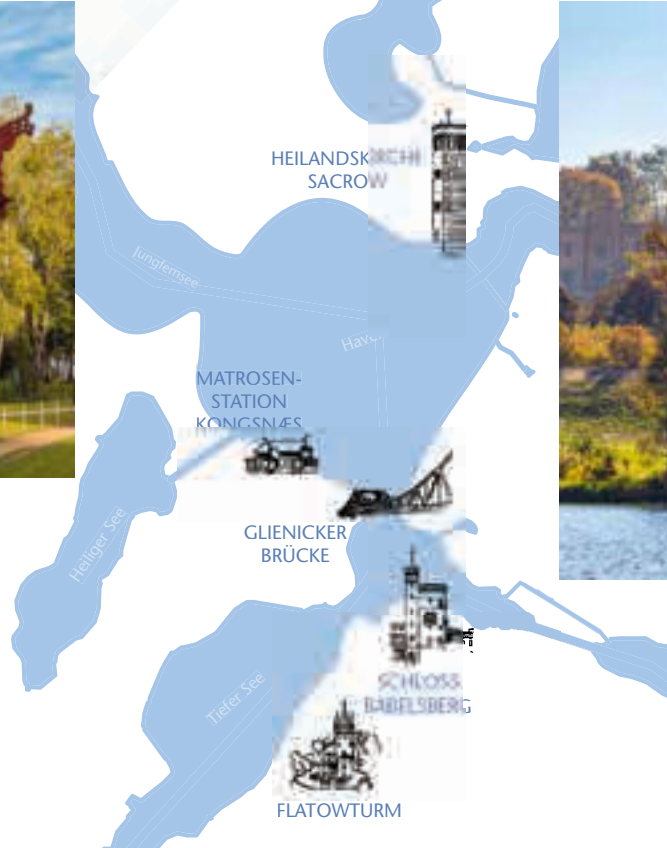 HEILANDSKIRCHE
SACROW
Jungfernsee
Havel
MATROSEN-
STATION
KONGSNÆS
Heiliger See
GLIENICKER
BRÜCKE
SCHLOSS
BABELSBERG
Tiefer See
FLATOWTURM